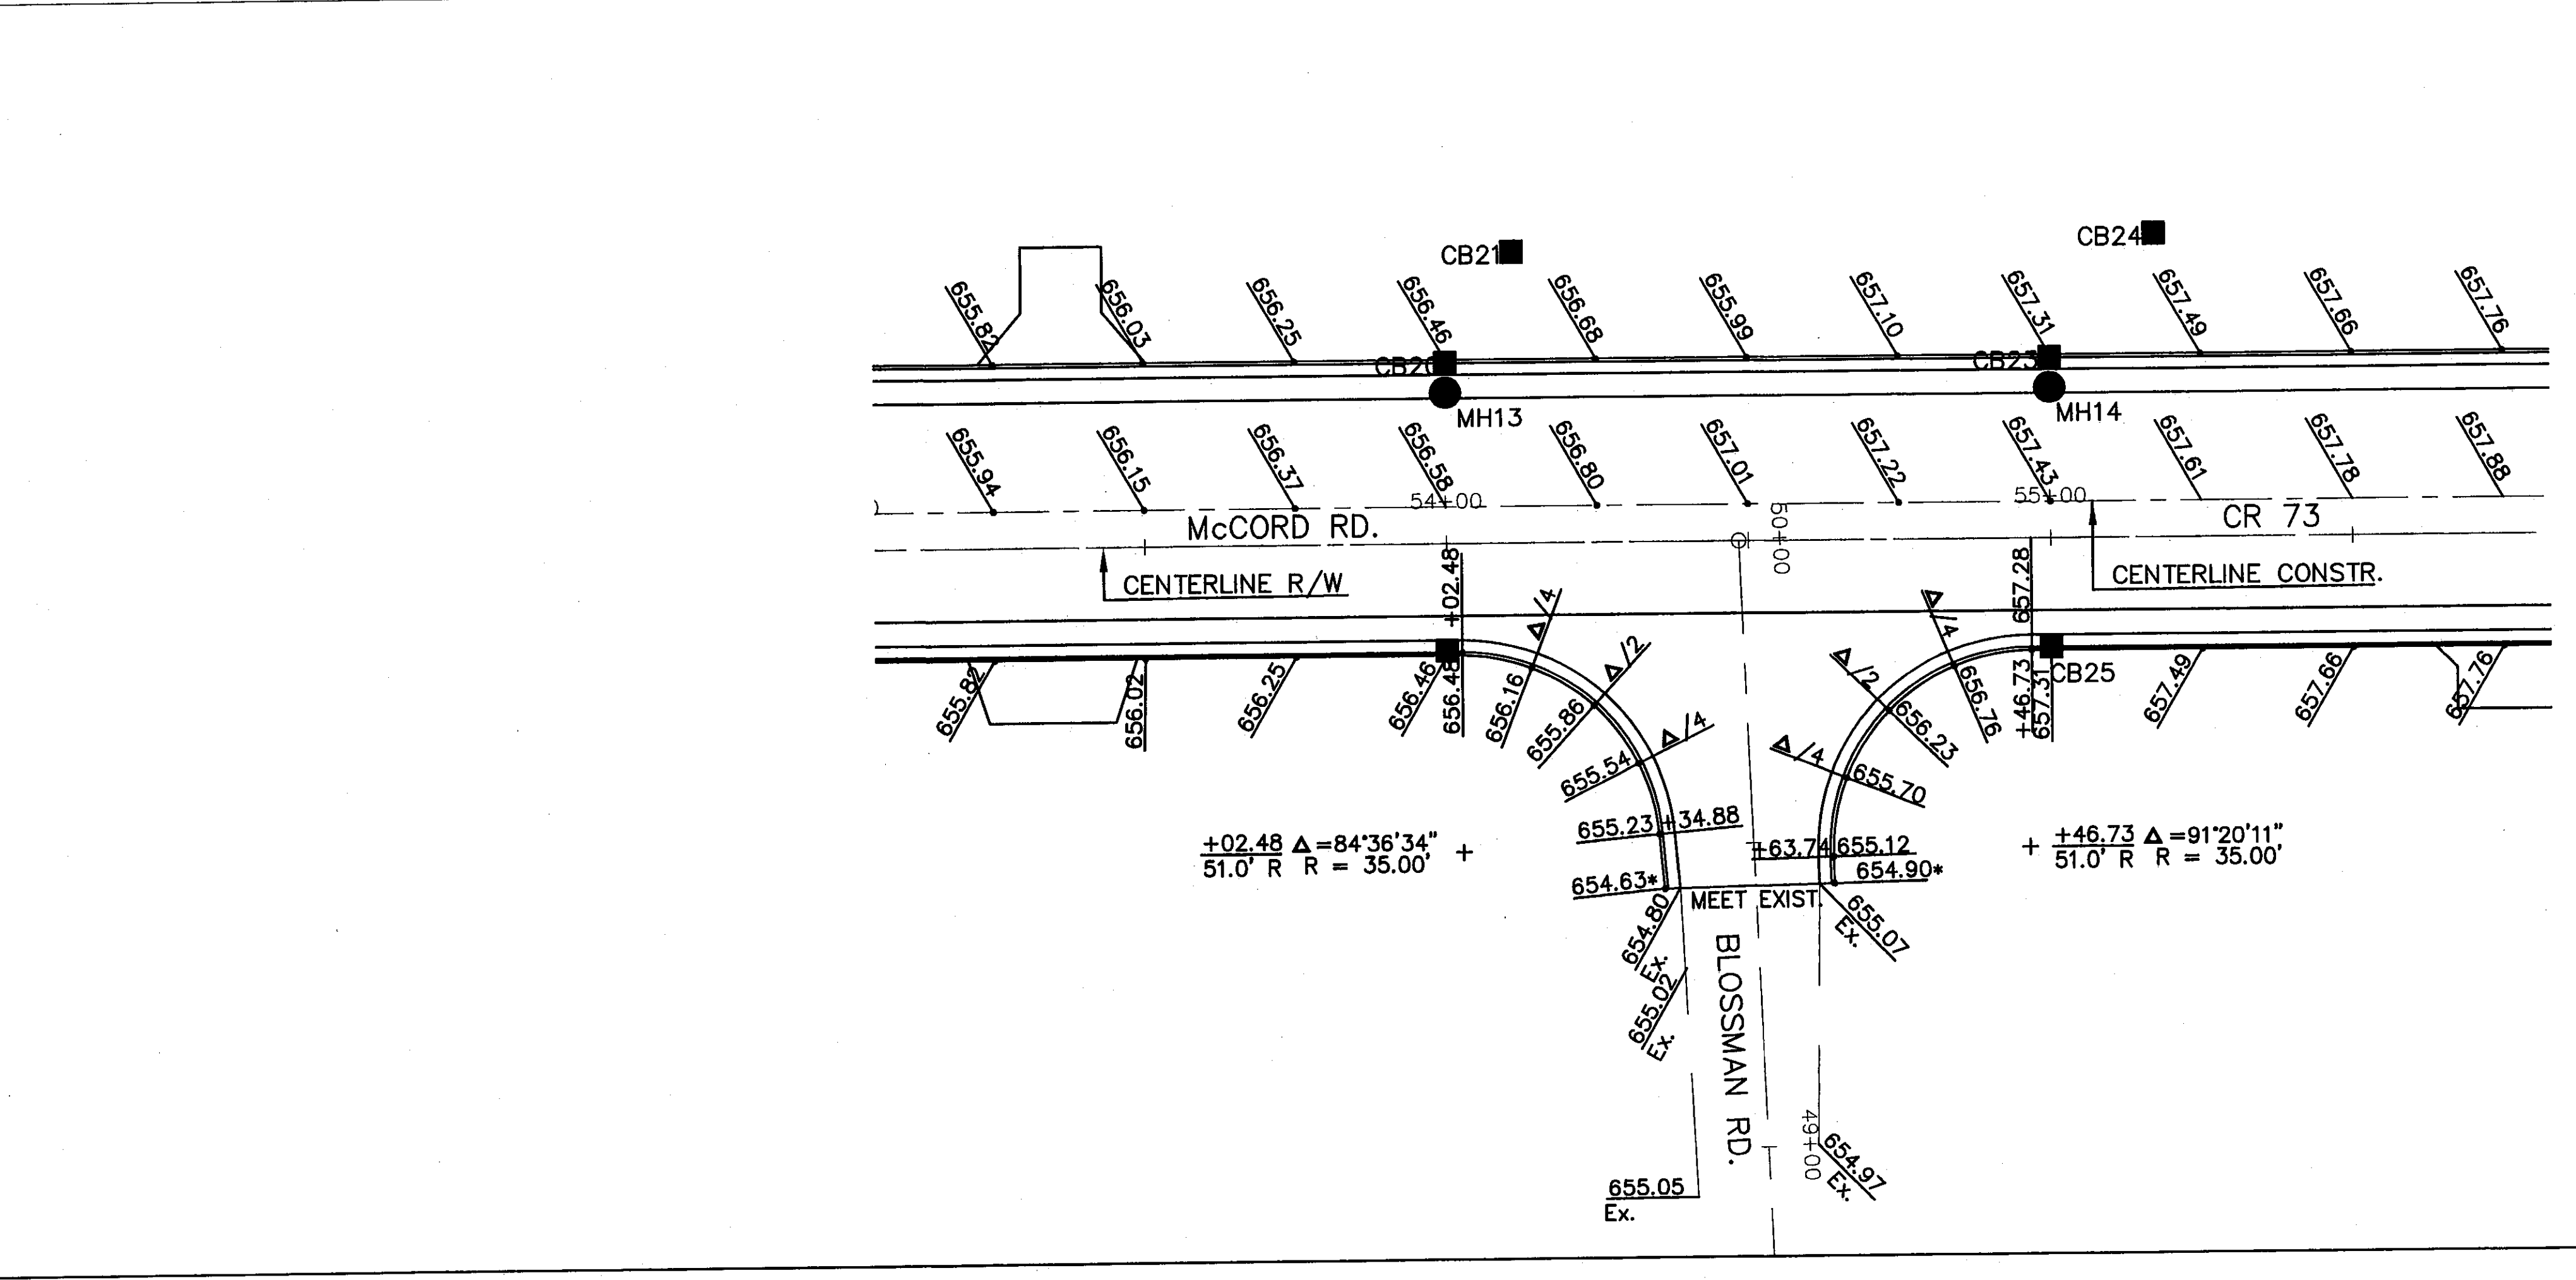 CB21
CB24
655.82
656.03
656.25
656.46
656.68
655.99
657.10
657.31
657.49
657.66
657.76
CB20
CB23
MH13
MH14
655.94
656.15
656.37
656.58
656.80
657.01
657.22
657.43
657.61
657.78
657.88
54+00
50+00
55+00
McCORD RD.
CR 73
CENTERLINE R/W
CENTERLINE CONSTR.
+02.48
657.28
Δ/4
Δ/2
Δ/4
Δ/4
Δ/2
Δ/4
655.82
656.02
656.25
656.46
656.48
656.16
655.86
655.54
655.23
+34.88
654.63*
654.80
Ex.
655.02
Ex.
656.76
656.23
655.70
+46.73
657.31
CB25
657.49
657.66
657.76
+63.74
655.12
654.90*
655.07
Ex.
MEET EXIST.
+02.48 Δ=84°36'34"
51.0' R R = 35.00'
+46.73 Δ=91°20'11"
51.0' R R = 35.00'
BLOSSMAN RD.
49+00
654.97
Ex.
655.05
Ex.